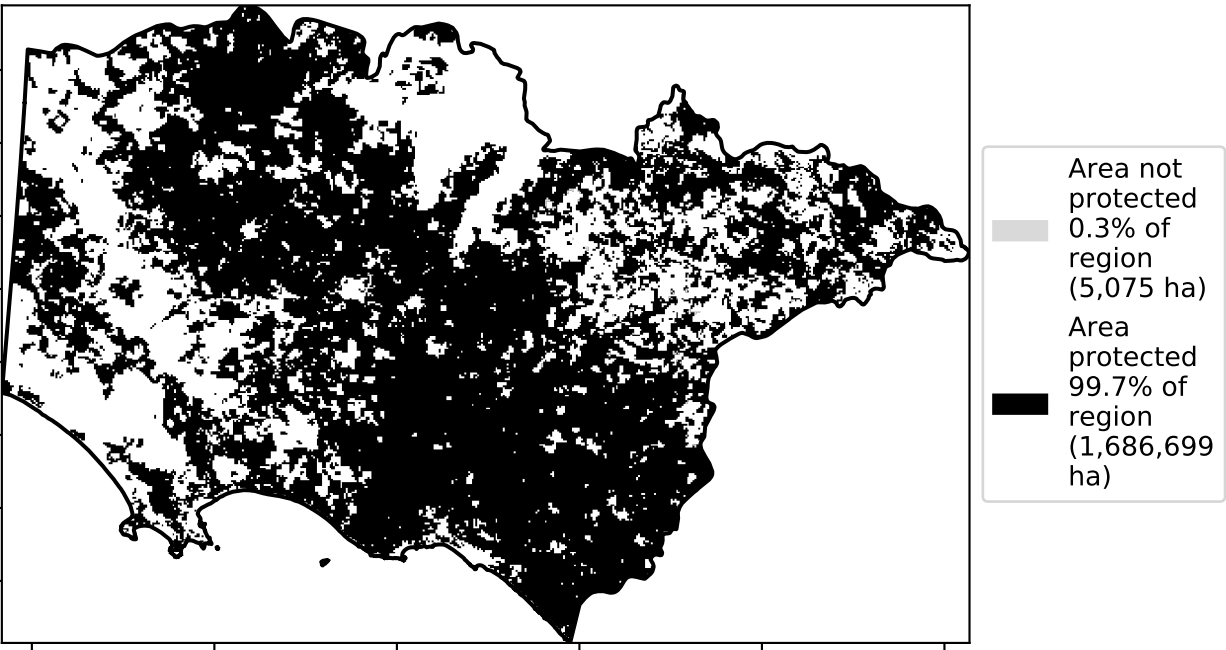 Area not
protected
0.3% of
region
(5,075 ha)
Area
protected
99.7% of
region
(1,686,699
ha)